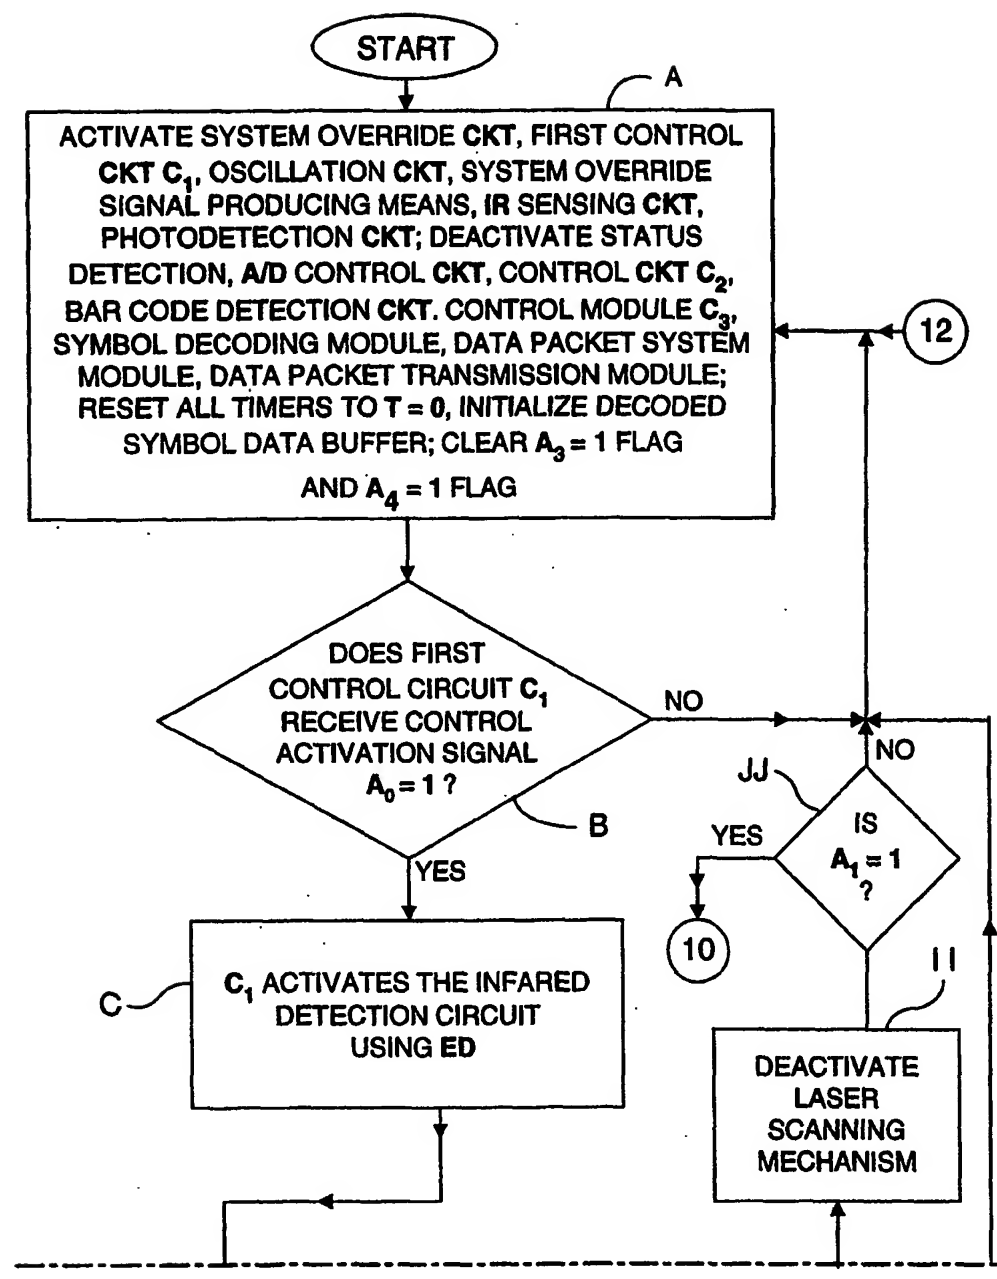 START
A
ACTIVATE SYSTEM OVERRIDE CKT, FIRST CONTROL
CKT C₁, OSCILLATION CKT, SYSTEM OVERRIDE
SIGNAL PRODUCING MEANS, IR SENSING CKT,
PHOTODETECTION CKT; DEACTIVATE STATUS
DETECTION, A/D CONTROL CKT, CONTROL CKT C₂,
BAR CODE DETECTION CKT. CONTROL MODULE C₃,
SYMBOL DECODING MODULE, DATA PACKET SYSTEM
MODULE, DATA PACKET TRANSMISSION MODULE;
RESET ALL TIMERS TO T = 0, INITIALIZE DECODED
SYMBOL DATA BUFFER; CLEAR A₃ = 1 FLAG
AND A₄ = 1 FLAG
12
DOES FIRST
CONTROL CIRCUIT C₁
RECEIVE CONTROL
ACTIVATION SIGNAL
A₀ = 1 ?
NO
B
YES
NO
JJ
IS
A₁ = 1
?
YES
10
C
C₁ ACTIVATES THE INFARED
DETECTION CIRCUIT
USING ED
II
DEACTIVATE
LASER
SCANNING
MECHANISM